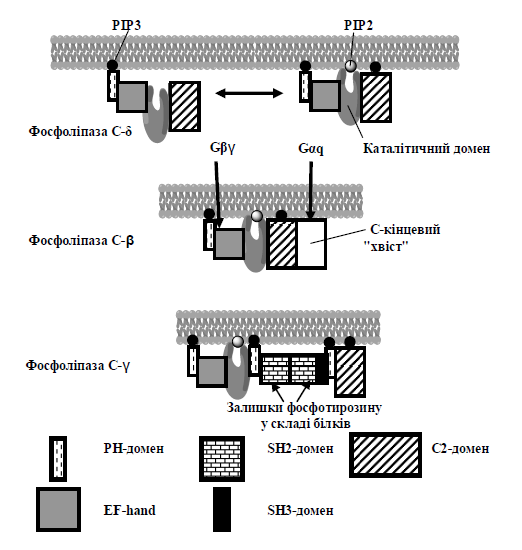 PIP3
PIP2
Фосфоліпаза С-δ
Каталітичний домен
Gβγ
Gαq
Фосфоліпаза С-β
С-кінцевий
"хвіст"
Фосфоліпаза С-γ
Залишки фосфотирозину
у складі білків
PH-домен
SH2-домен
С2-домен
EF-hand
SH3-домен